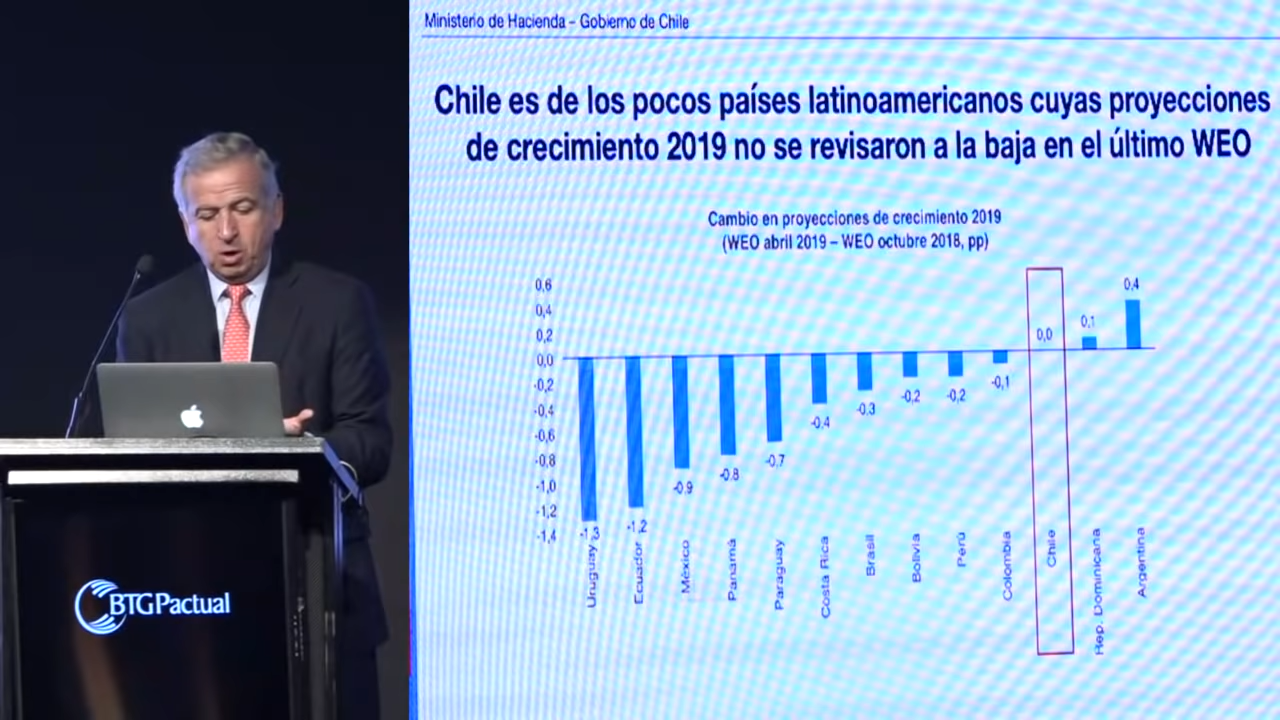 Ministerio de Hacienda – Gobierno de Chile
Chile es de los pocos países latinoamericanos cuyas proyecciones
de crecimiento 2019 no se revisaron a la baja en el último WEO
Cambio en proyecciones de crecimiento 2019
(WEO abril 2019 – WEO octubre 2018, pp)
0,6
0,4
0,2
0,0
-0,2
-0,4
-0,6
-0,8
-1,0
-1,2
-1,4
-1,3
-1,2
-0,9
-0,8
-0,7
-0,4
-0,3
-0,2
-0,2
-0,1
0,0
0,1
0,4
Uruguay
Ecuador
México
Panamá
Paraguay
Costa Rica
Brasil
Bolivia
Perú
Colombia
Chile
Rep. Dominicana
Argentina
BTGPactual